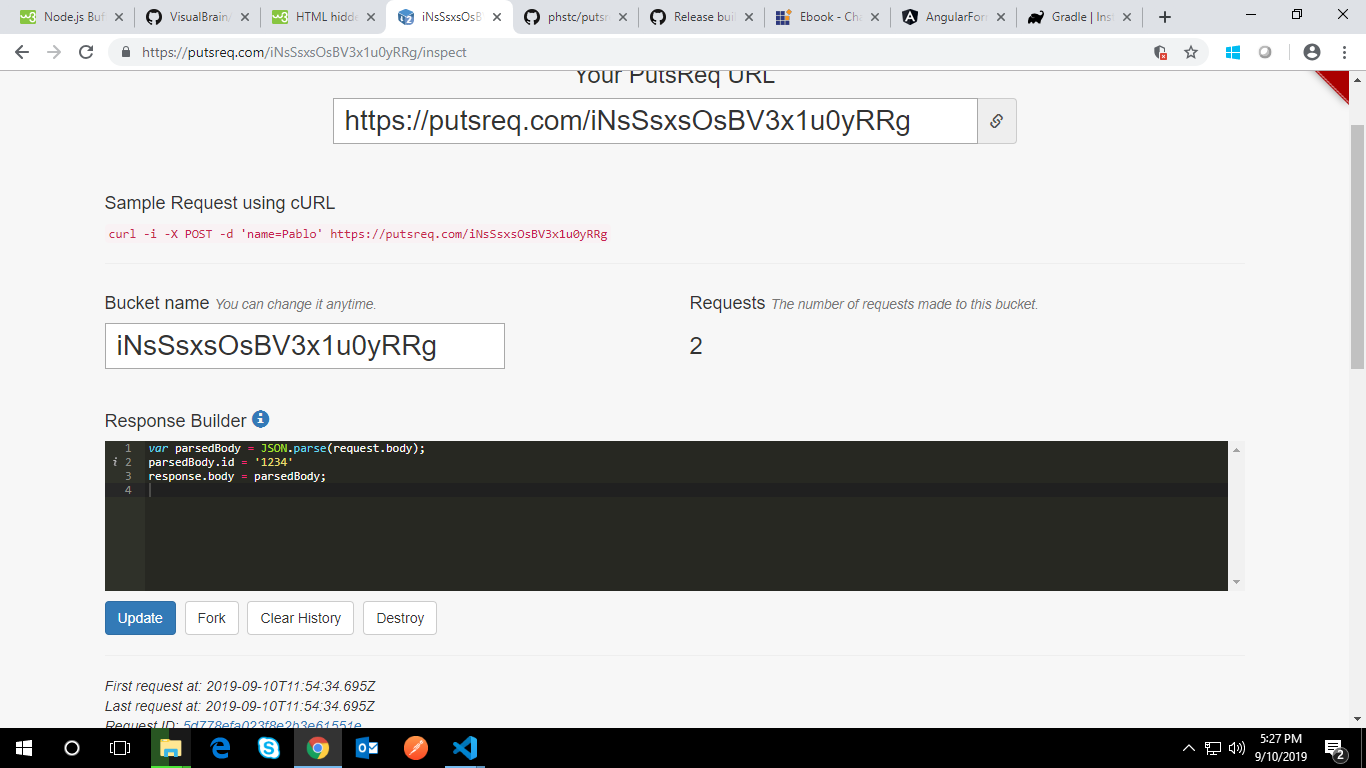 Node.js Buf
VisualBrain/
HTML hidde
iNsSsxsOsB
phstc/putsr
Release buil
Ebook - Cha
AngularForm
Gradle | Inst
https://putsreq.com/iNsSsxsOsBV3x1u0yRRg/inspect
Your PutsReq URL
https://putsreq.com/iNsSsxsOsBV3x1u0yRRg
Sample Request using cURL
curl -i -X POST -d 'name=Pablo' https://putsreq.com/iNsSsxsOsBV3x1u0yRRg
Bucket name You can change it anytime.
iNsSsxsOsBV3x1u0yRRg
Requests The number of requests made to this bucket.
2
Response Builder
1 var parsedBody = JSON.parse(request.body);
i 2 parsedBody.id = '1234'
3 response.body = parsedBody;
4
Update Fork Clear History Destroy
First request at: 2019-09-10T11:54:34.695Z
Last request at: 2019-09-10T11:54:34.695Z
Request ID: 5d778efa023f8e2b3e61551e
5:27 PM
9/10/2019
2